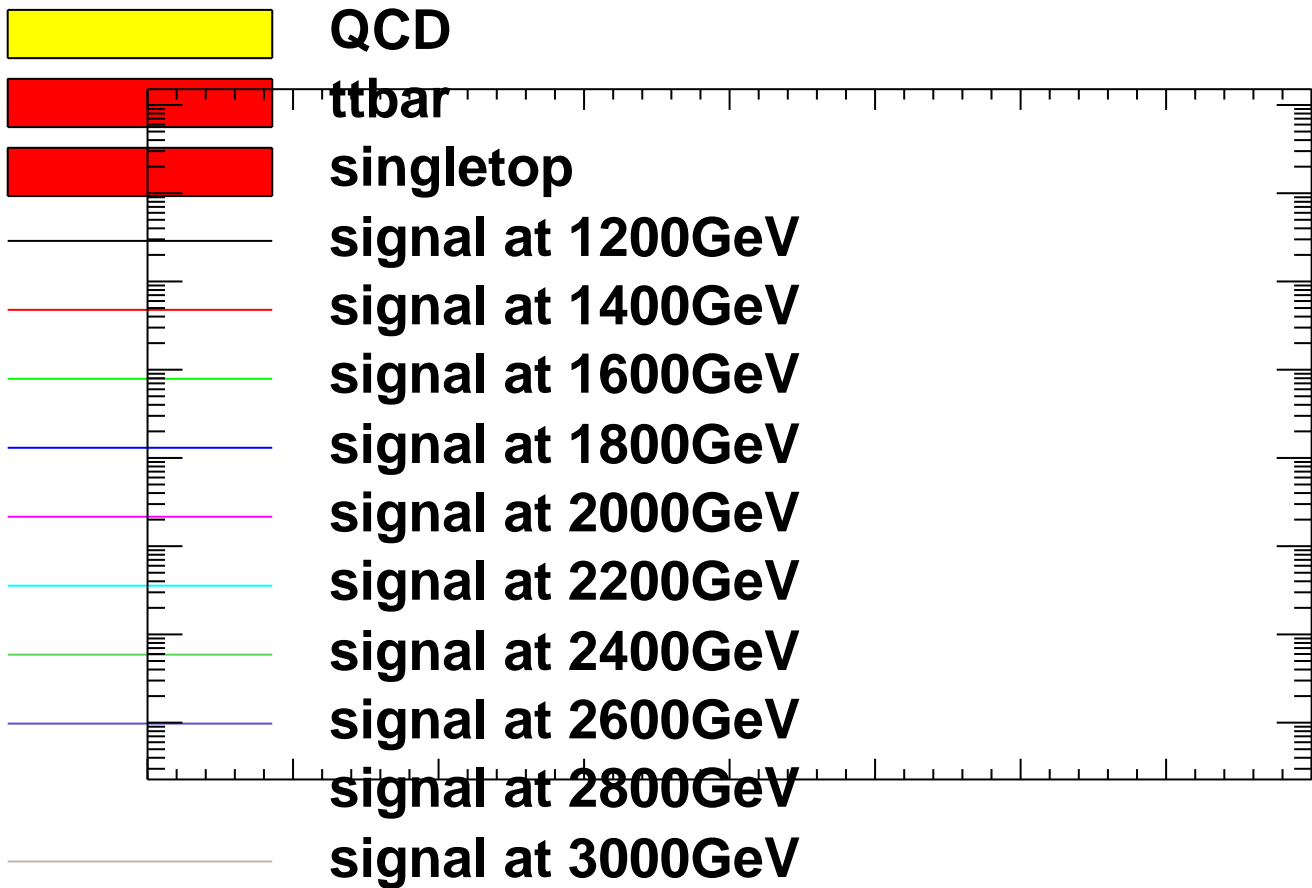 QCD
ttbar
singletop
signal at 1200GeV
signal at 1400GeV
signal at 1600GeV
signal at 1800GeV
signal at 2000GeV
signal at 2200GeV
signal at 2400GeV
signal at 2600GeV
signal at 2800GeV
signal at 3000GeV